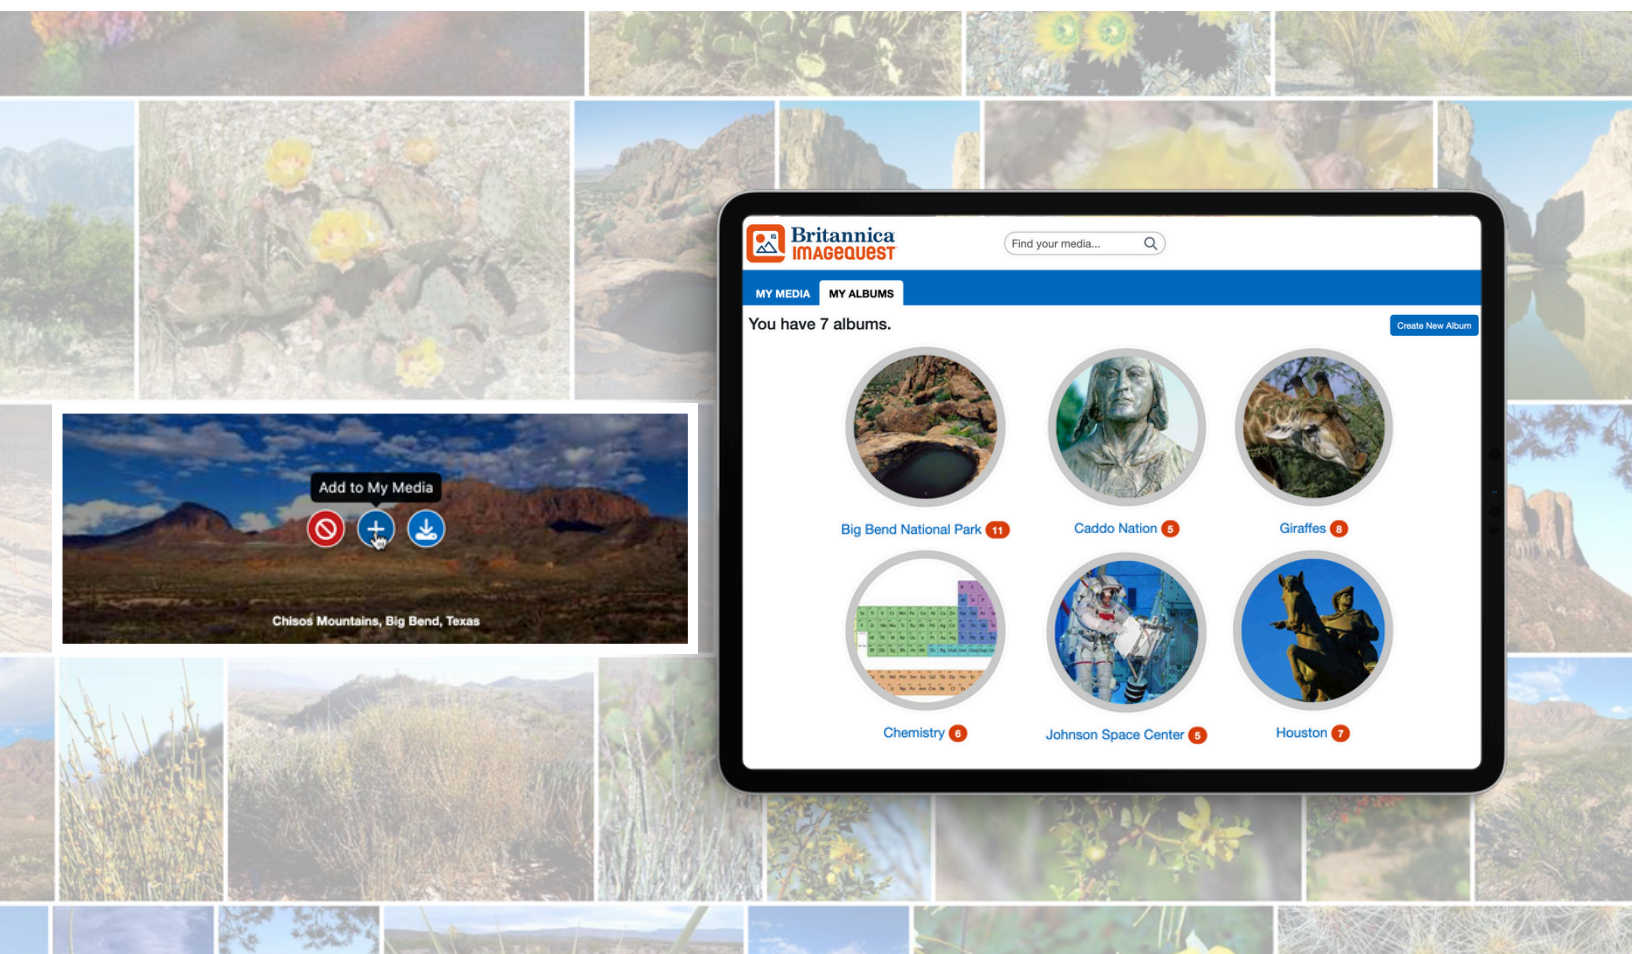 Britannica
IMAGEQUEST
Find your media...
MY MEDIA
MY ALBUMS
You have 7 albums.
Create New Album
Add to My Media
Chisos Mountains, Big Bend, Texas
Big Bend National Park 11
Caddo Nation 5
Giraffes 8
Chemistry 6
Johnson Space Center 5
Houston 7